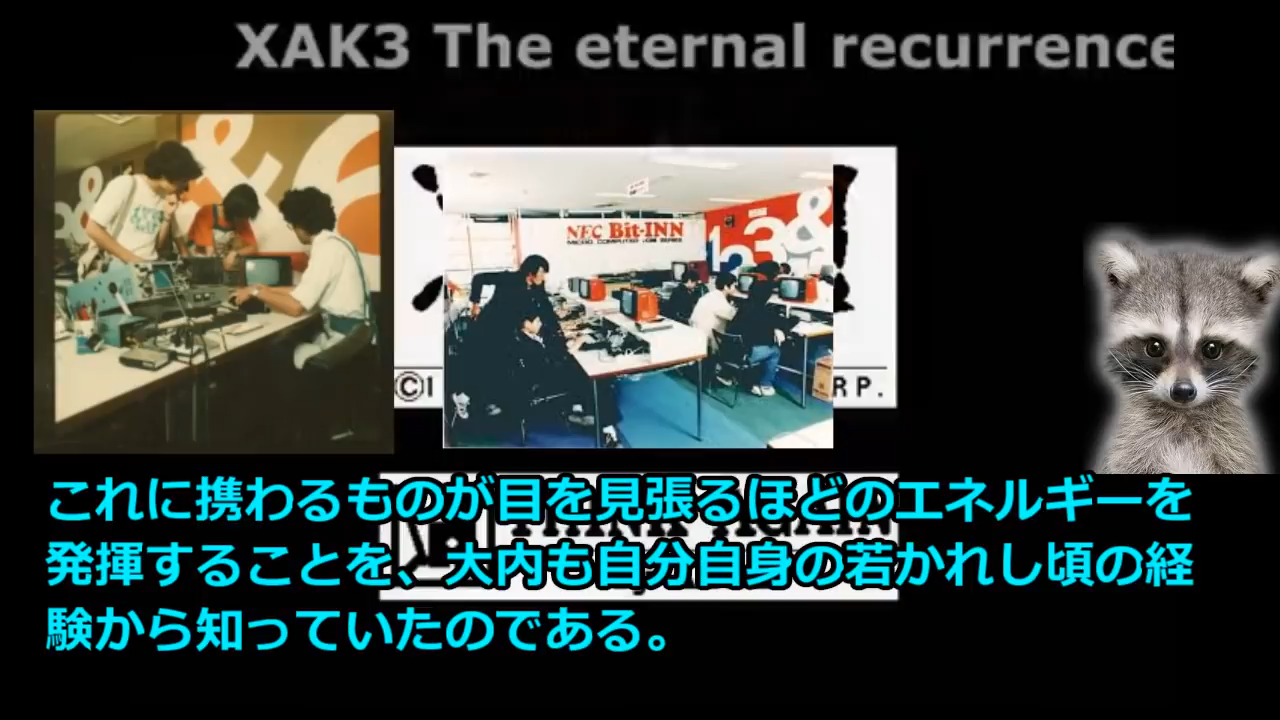 XAK3 The eternal recurrence
NEC Bit-INN
MICRO COMPUTER
123&
©
RP.
これに携わるものが目を見張るほどのエネルギーを
発揮することを、大内も自分自身の若かれし頃の経
験から知っていたのである。